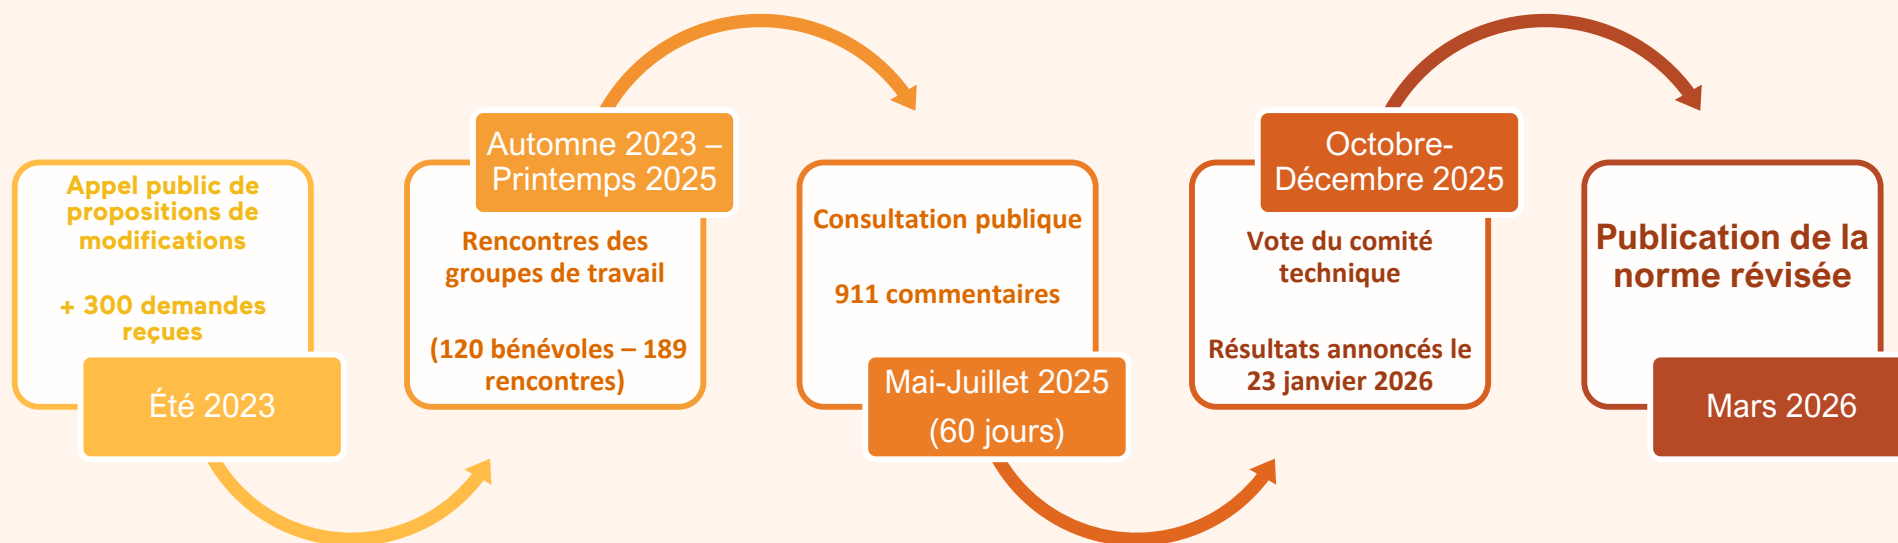 Appel public de
propositions de
modifications
+ 300 demandes
reçues
Été 2023
Automne 2023 –
Printemps 2025
Rencontres des
groupes de travail
(120 bénévoles – 189
rencontres)
Consultation publique
911 commentaires
Mai-Juillet 2025
(60 jours)
Octobre-
Décembre 2025
Vote du comité
technique
Résultats annoncés le
23 janvier 2026
Publication de la
norme révisée
Mars 2026